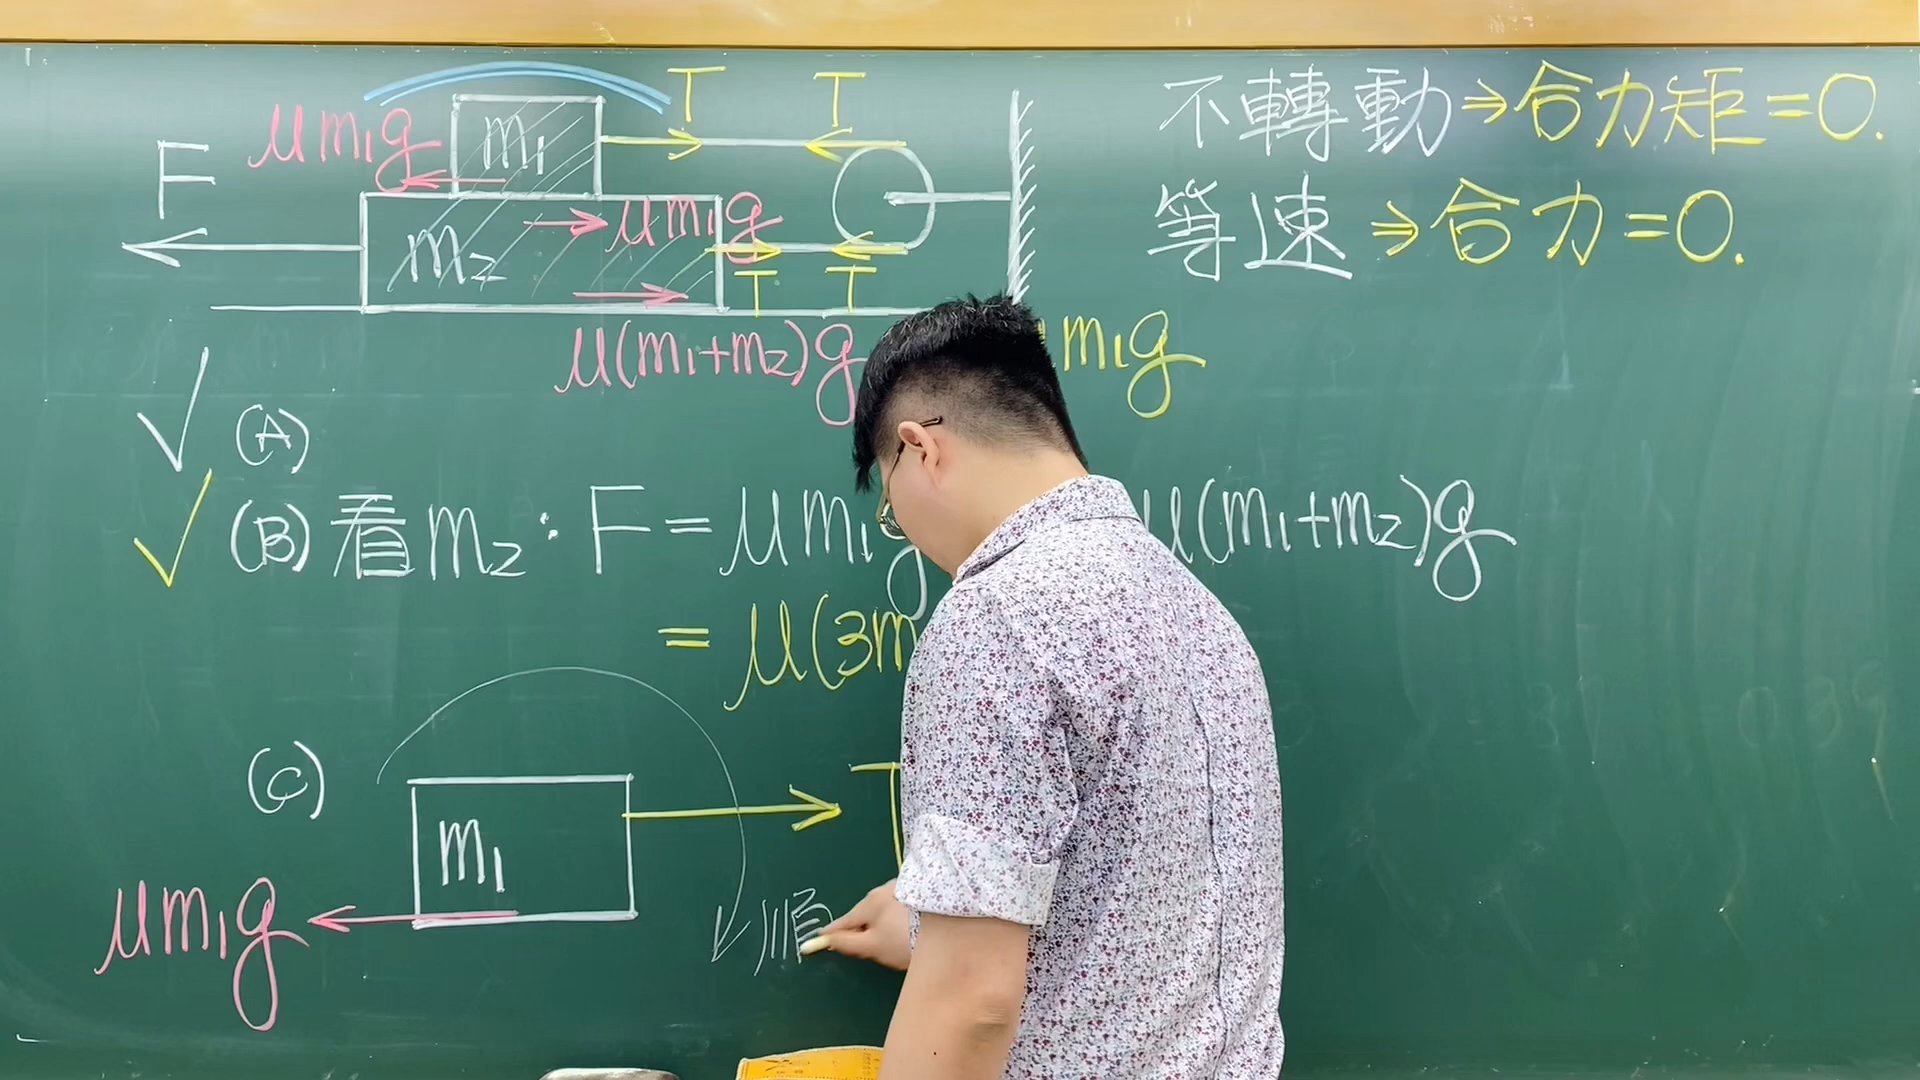 不轉動⇒合力矩=0.
等速⇒合力=0.
T T
μm₁g m₁
F
m₂ μm₁g
T T
μ(m₁+m₂)g
m₁g
✓ (A)
✓ (B) 看m₂: F=μm₁g μ(m₁+m₂)g
=μ(3m
(C)
m₁ T
μm₁g
順